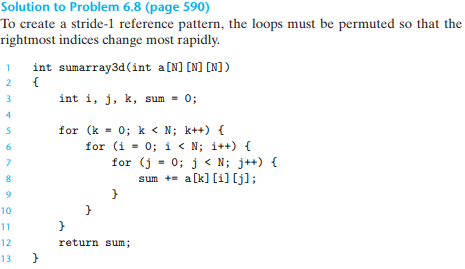 Solution to Problem 6.8 (page 590)
To create a stride-1 reference pattern, the loops must be permuted so that the
rightmost indices change most rapidly.
1 int sumarray3d(int a[N][N][N])
2 {
3     int i, j, k, sum = 0;
4
5     for (k = 0; k < N; k++) {
6         for (i = 0; i < N; i++) {
7             for (j = 0; j < N; j++) {
8                 sum += a[k][i][j];
9             }
10         }
11     }
12     return sum;
13 }